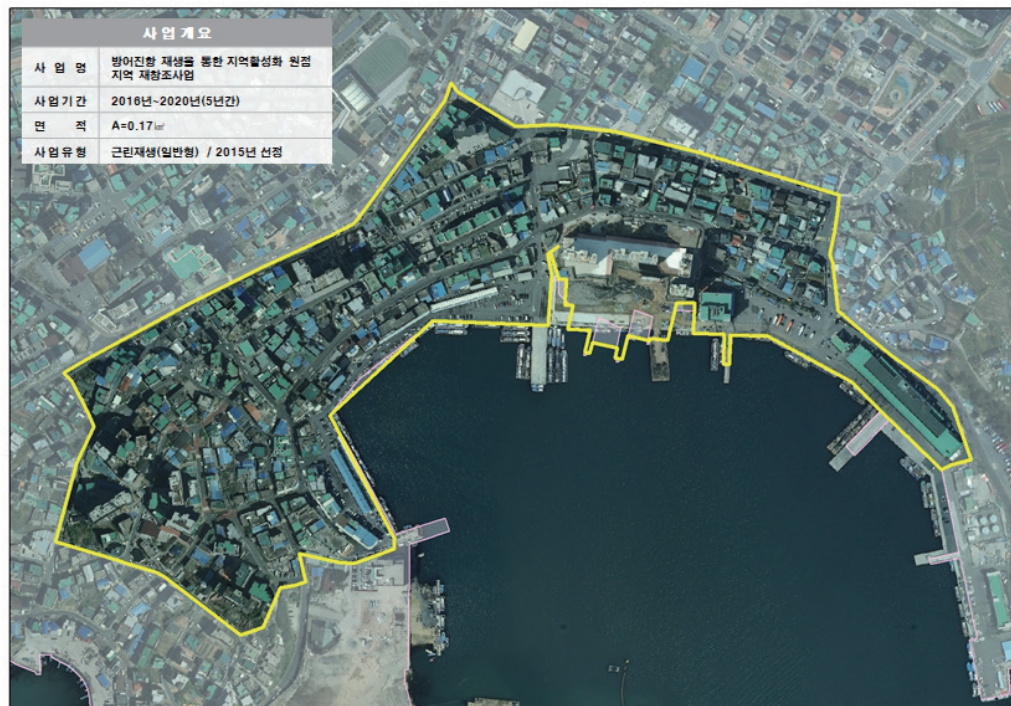 사업개요
사 업 명 방어진항 재생을 통한 지역활성화 원점
지역 재창조사업
사업기간 2016년~2020년(5년간)
면 적 A=0.17㎢
사업유형 근린재생(일반형) / 2015년 선정